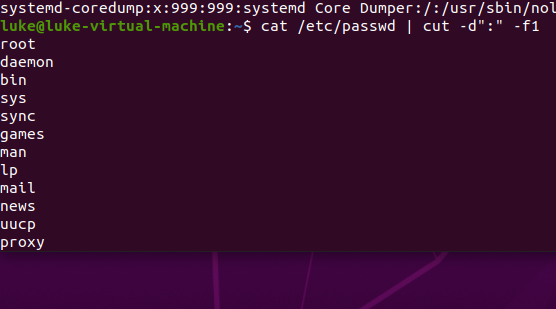 systemd-coredump:x:999:999:systemd Core Dumper:/:/usr/sbin/nol
luke@luke-virtual-machine:~$ cat /etc/passwd | cut -d":" -f1
root
daemon
bin
sys
sync
games
man
lp
mail
news
uucp
proxy